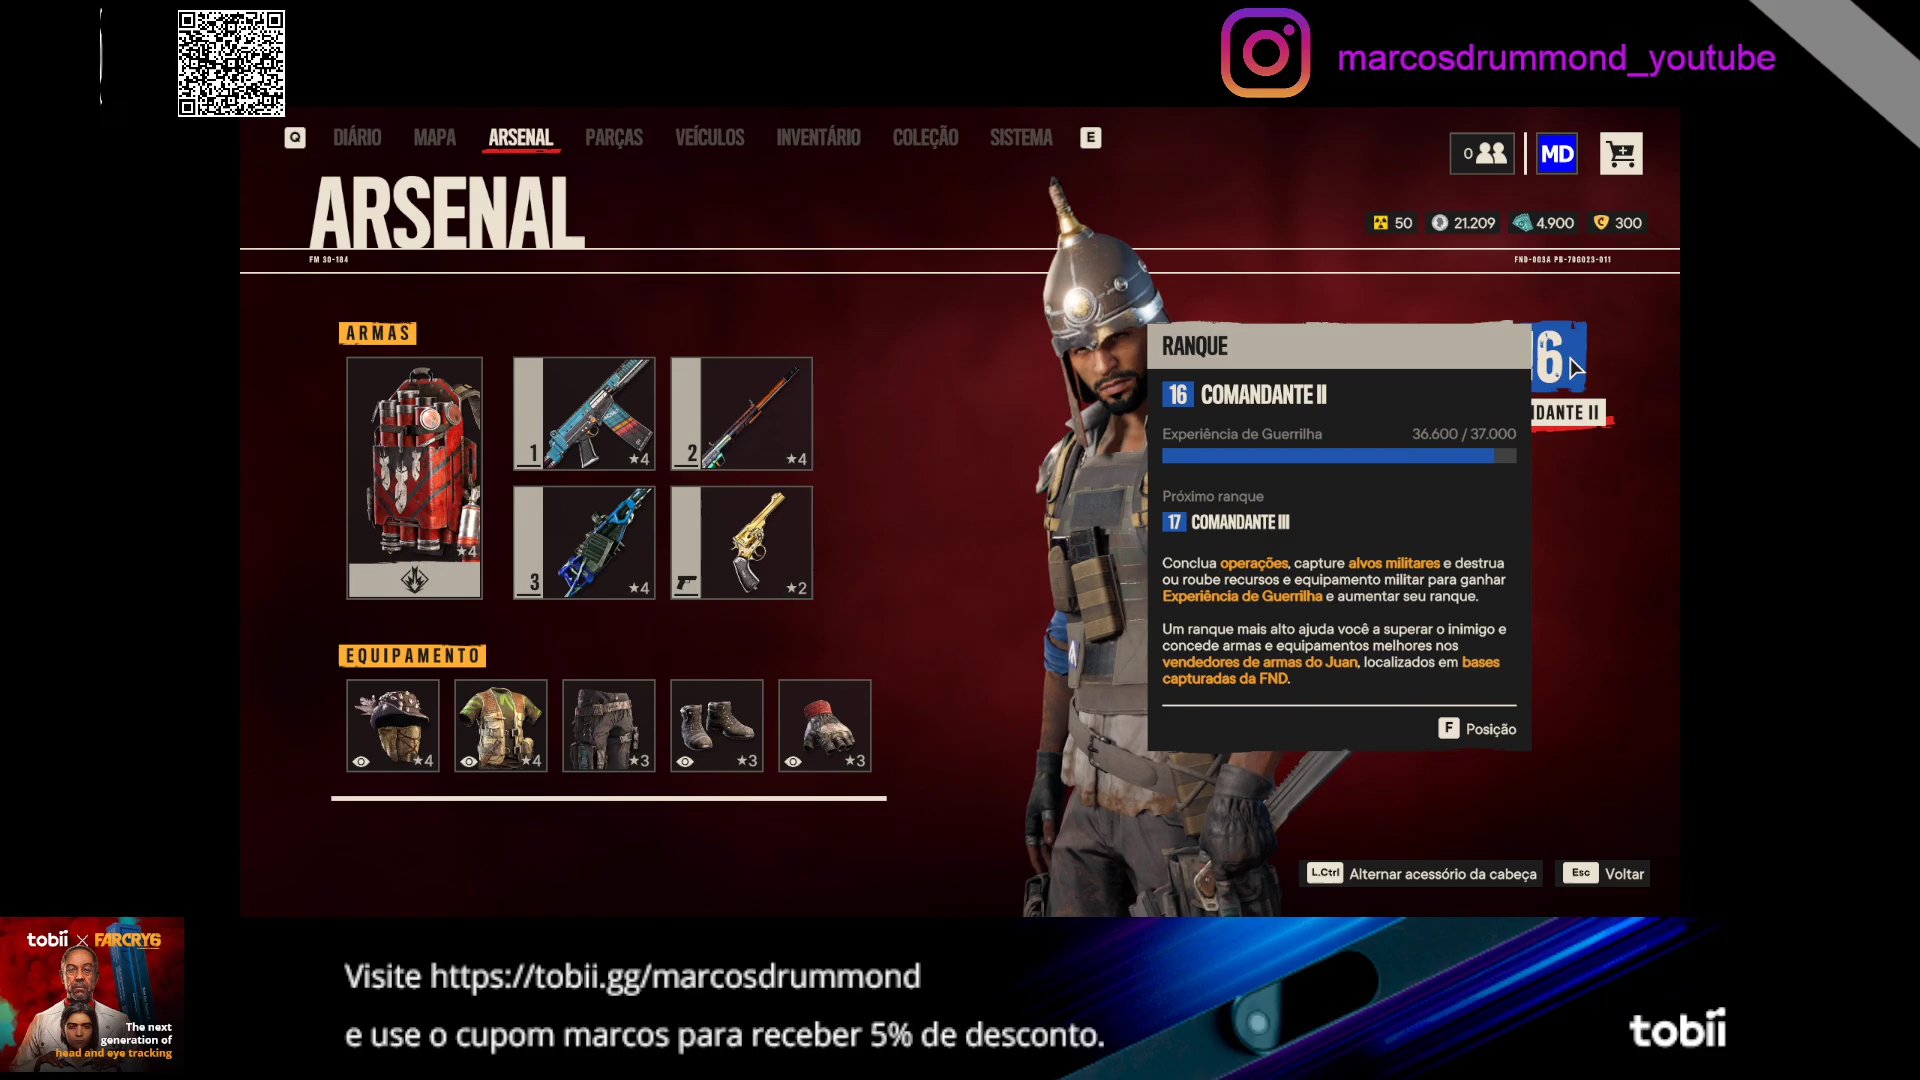 marcosdrummond_youtube
Q DIÁRIO MAPA ARSENAL PARÇAS VEÍCULOS INVENTÁRIO COLEÇÃO SISTEMA E
0 MD
ARSENAL
50 21.209 4.900 300
FM 30-184
FND-003A PB-790023-011
ARMAS
1 ★4
2 ★4
★4
3 ★4
★2
EQUIPAMENTO
★4 ★4 ★3 ★3 ★3
6
DANTE II
RANQUE
16 COMANDANTE II
Experiência de Guerrilha 36.600 / 37.000
Próximo ranque
17 COMANDANTE III
Conclua operações, capture alvos militares e destrua
ou roube recursos e equipamento militar para ganhar
Experiência de Guerrilha e aumentar seu ranque.
Um ranque mais alto ajuda você a superar o inimigo e
concede armas e equipamentos melhores nos
vendedores de armas do Juan, localizados em bases
capturadas da FND.
F Posição
L.Ctrl Alternar acessório da cabeça Esc Voltar
tobii × FARCRY6
The next
generation of
head and eye tracking
Visite https://tobii.gg/marcosdrummond
e use o cupom marcos para receber 5% de desconto.
tobii